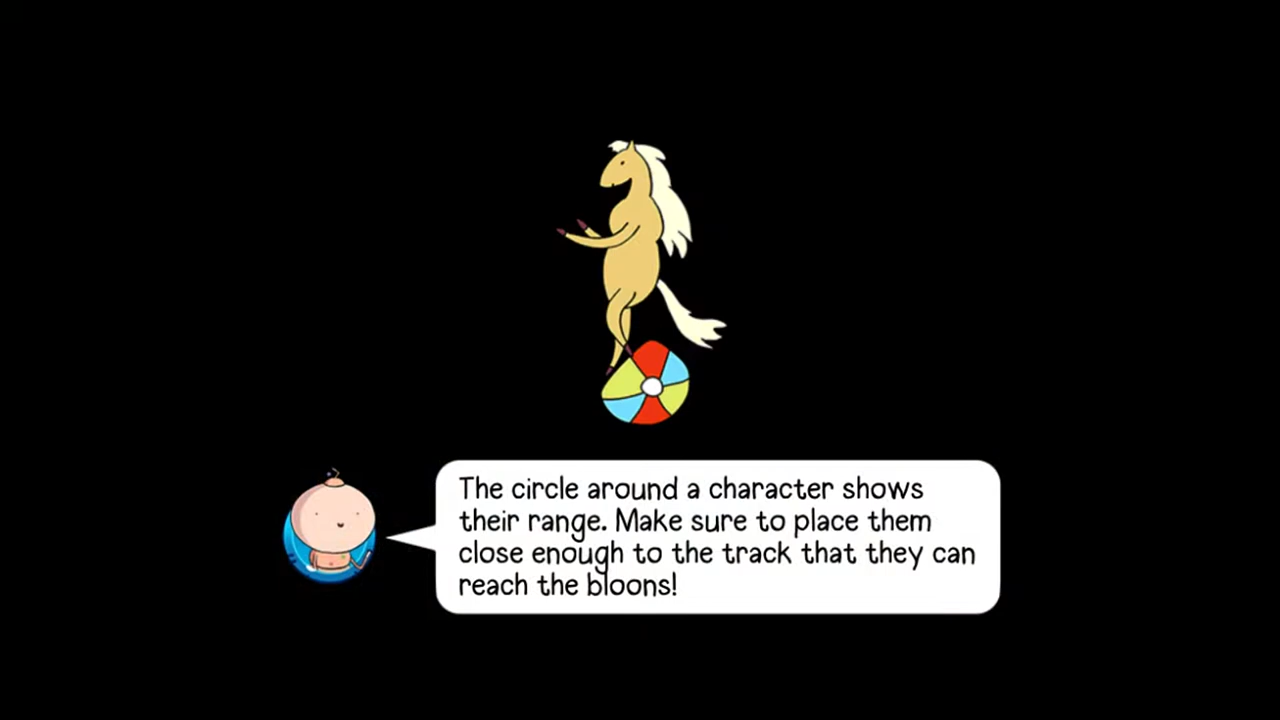 The circle around a character shows
their range. Make sure to place them
close enough to the track that they can
reach the bloons!